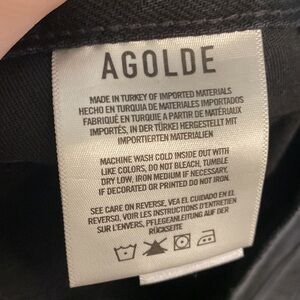 AGOLDE
MADE IN TURKEY OF IMPORTED MATERIALS
HECHO EN TURQUIA DE MATERIALES IMPORTADOS
FABRIQUÉ EN TURQUIE A PARTIR DE MATÉRIAUX
IMPORTÉS, IN DER TÜRKEI HERGESTELLT MIT
IMPORTIERTEN MATERIALIEN
MACHINE WASH COLD INSIDE OUT WITH
LIKE COLORS, DO NOT BLEACH, TUMBLE
DRY LOW, IRON MEDIUM IF NECESSARY.
IF DECORATED OR PRINTED DO NOT IRON.
SEE CARE ON REVERSE, VEA EL CUIDADO EN EL
REVERSO, VOIR LES INSTRUCTIONS D'ENTRETIEN
SUR L'ENVERS, PFLEGEANLEITUNG AUF DER
RÜCKSEITE